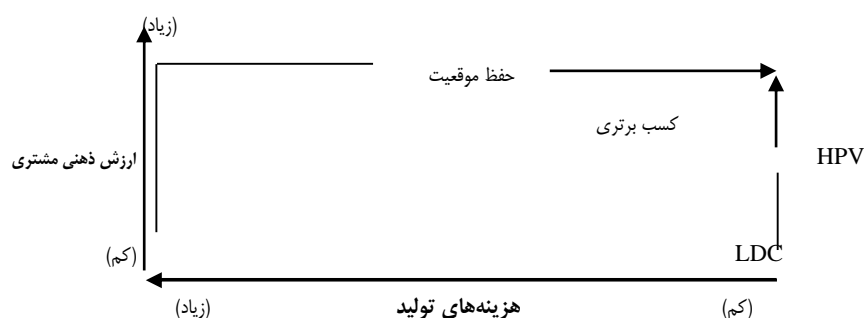 (زیاد)
حفظ موقعیت
کسب برتری
ارزش ذهنی مشتری
HPV
(کم)
LDC
(کم)
هزینه‌های تولید
(زیاد)